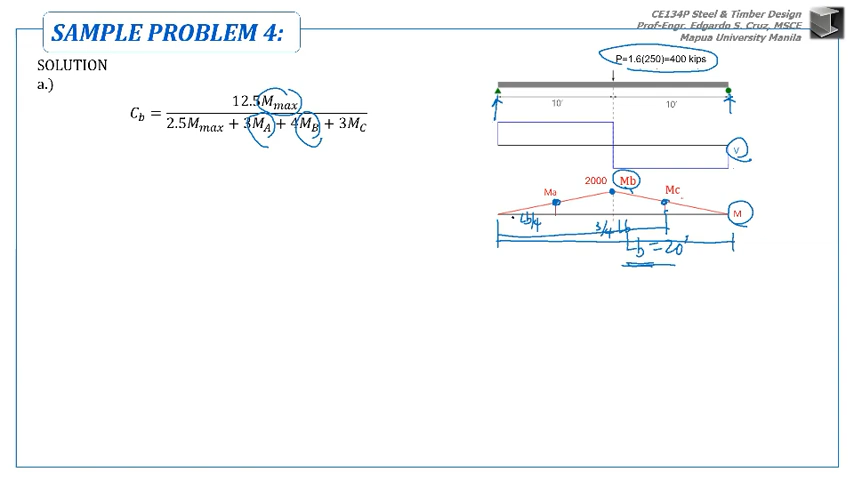 CE134P Steel & Timber Design
Prof-Engr. Edgardo S. Cruz, MSCE
Mapua University Manila
SAMPLE PROBLEM 4:
SOLUTION
a.)
C_b = 12.5M_max / 2.5M_max + 3M_A + 4M_B + 3M_C
P=1.6(250)=400 kips
10' 10'
V
2000 Mb
Ma Mc
M
Lb/4 3/4 Lb
Lb = 20'